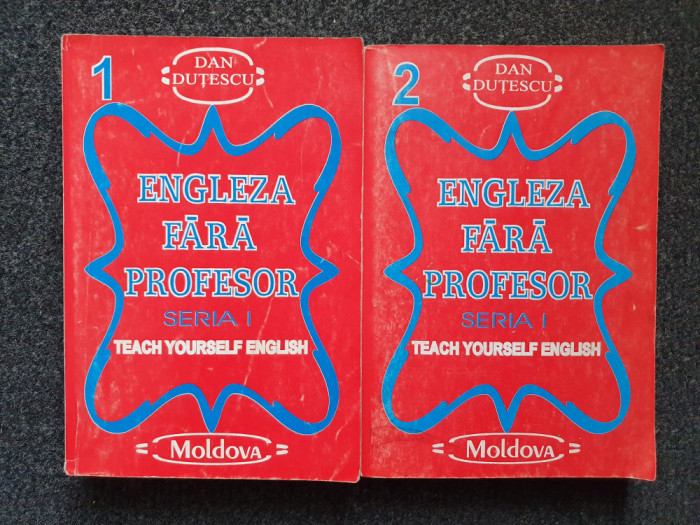 1
DAN
DUȚESCU
ENGLEZA
FĂRĂ
PROFESOR
SERIA I
TEACH YOURSELF ENGLISH
MOLDOVA
2
DAN
DUȚESCU
ENGLEZA
FĂRĂ
PROFESOR
SERIA I
TEACH YOURSELF ENGLISH
MOLDOVA